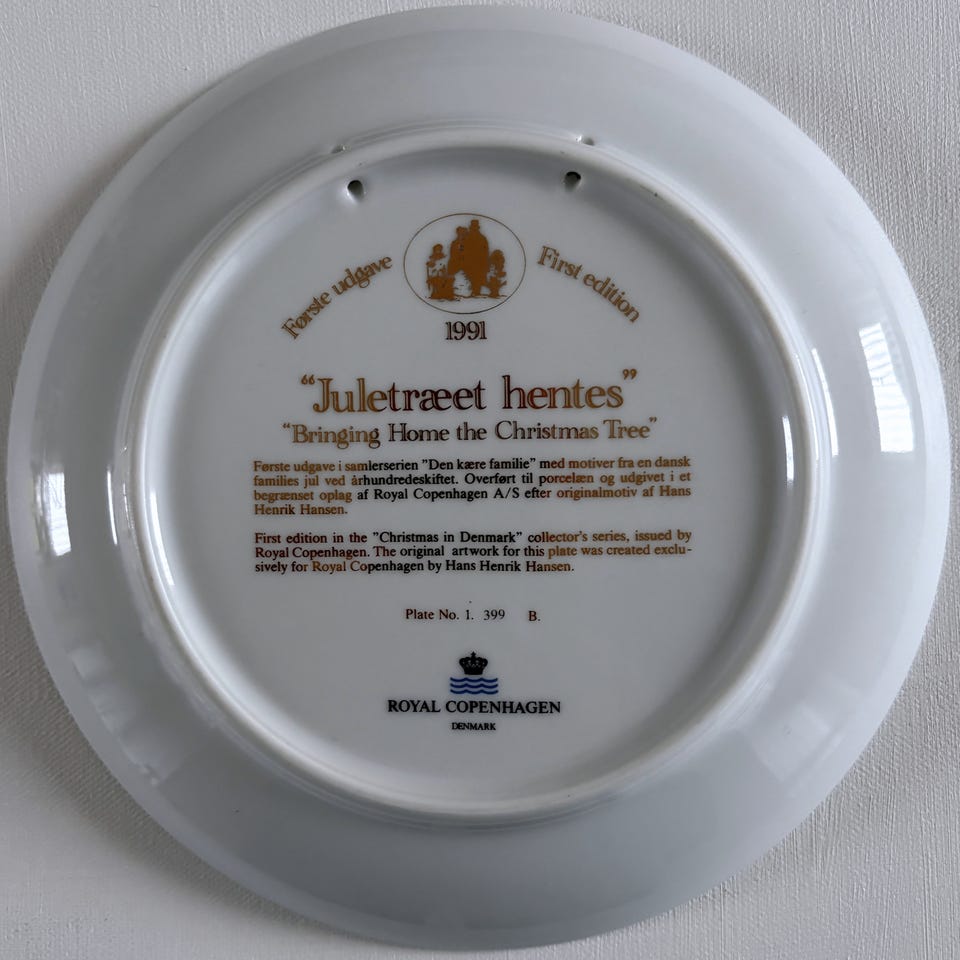 Første udgave
First edition
1991
“Juletræet hentes”
“Bringing Home the Christmas Tree”
Første udgave i samlerserien ”Den kære familie” med motiver fra en dansk
families jul ved århundredeskiftet. Overført til porcelæn og udgivet i et
begrænset oplag af Royal Copenhagen A/S efter originalmotiv af Hans
Henrik Hansen.
First edition in the ”Christmas in Denmark” collector’s series, issued by
Royal Copenhagen. The original artwork for this plate was created exclu-
sively for Royal Copenhagen by Hans Henrik Hansen.
Plate No. 1. 399 B.
ROYAL COPENHAGEN
DENMARK